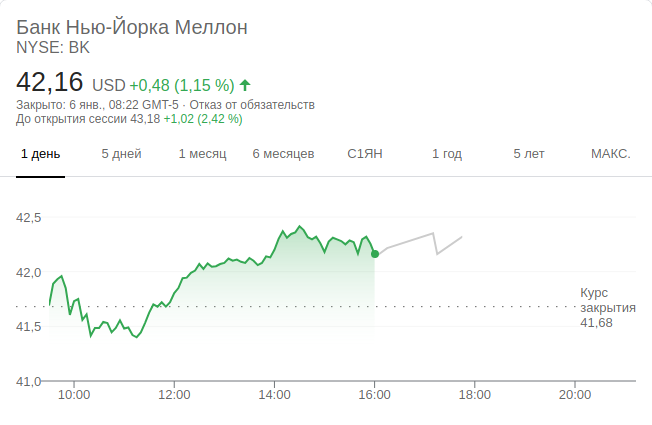 Банк Нью-Йорка Меллон
NYSE: BK
42,16 USD +0,48 (1,15 %)
Закрыто: 6 янв., 08:22 GMT-5 · Отказ от обязательств
До открытия сессии 43,18 +1,02 (2,42 %)
1 день 5 дней 1 месяц 6 месяцев С1ЯН 1 год 5 лет МАКС.
42,5
42,0
Курс
закрытия
41,68
41,5
41,0
10:00 12:00 14:00 16:00 18:00 20:00